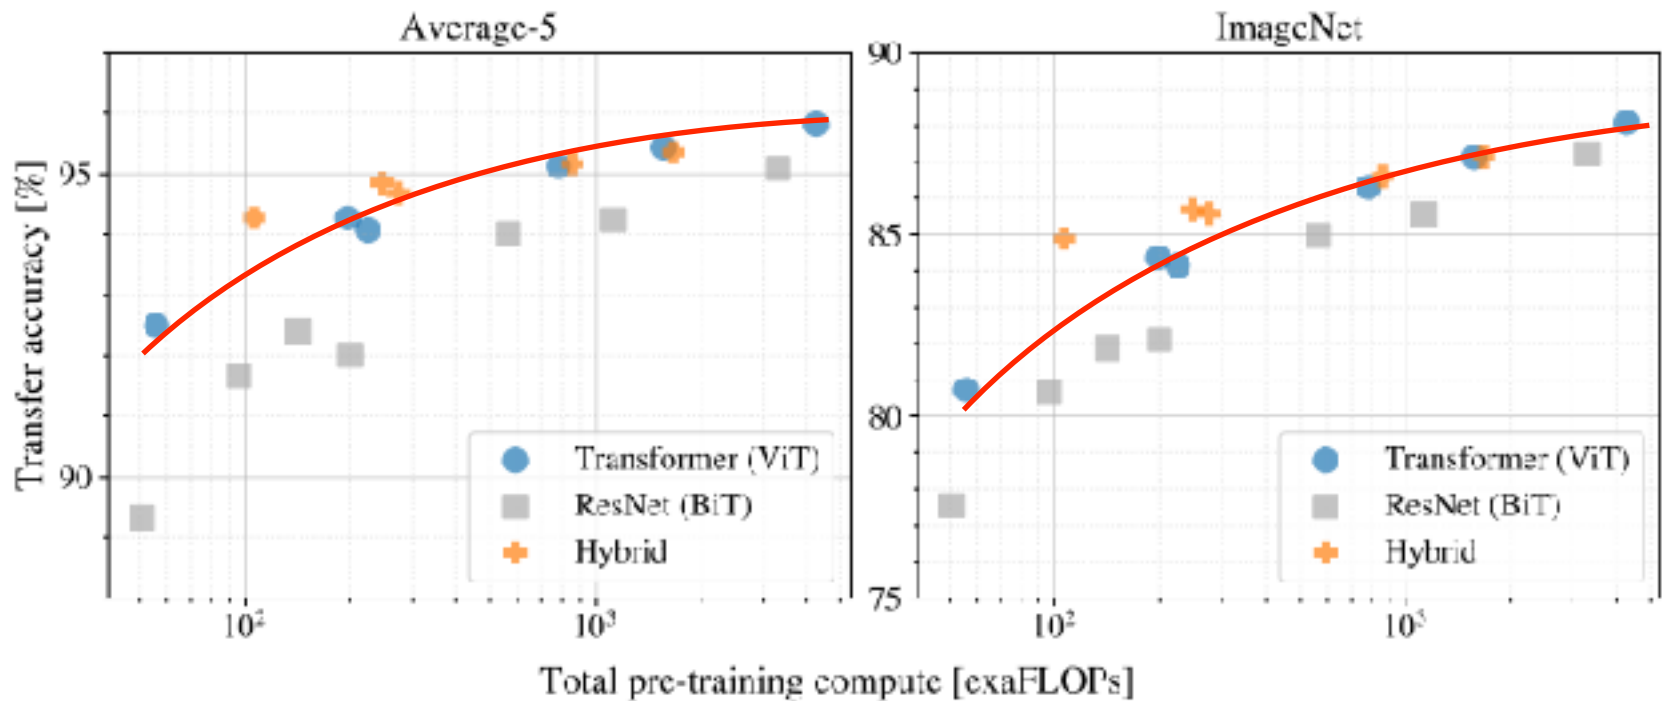 Average-5
ImageNet
Transfer accuracy [%]
95
90
Transformer (ViT)
ResNet (BiT)
Hybrid
10²
10³
90
85
80
75
Transformer (ViT)
ResNet (BiT)
Hybrid
10²
10³
Total pre-training compute [exaFLOPs]